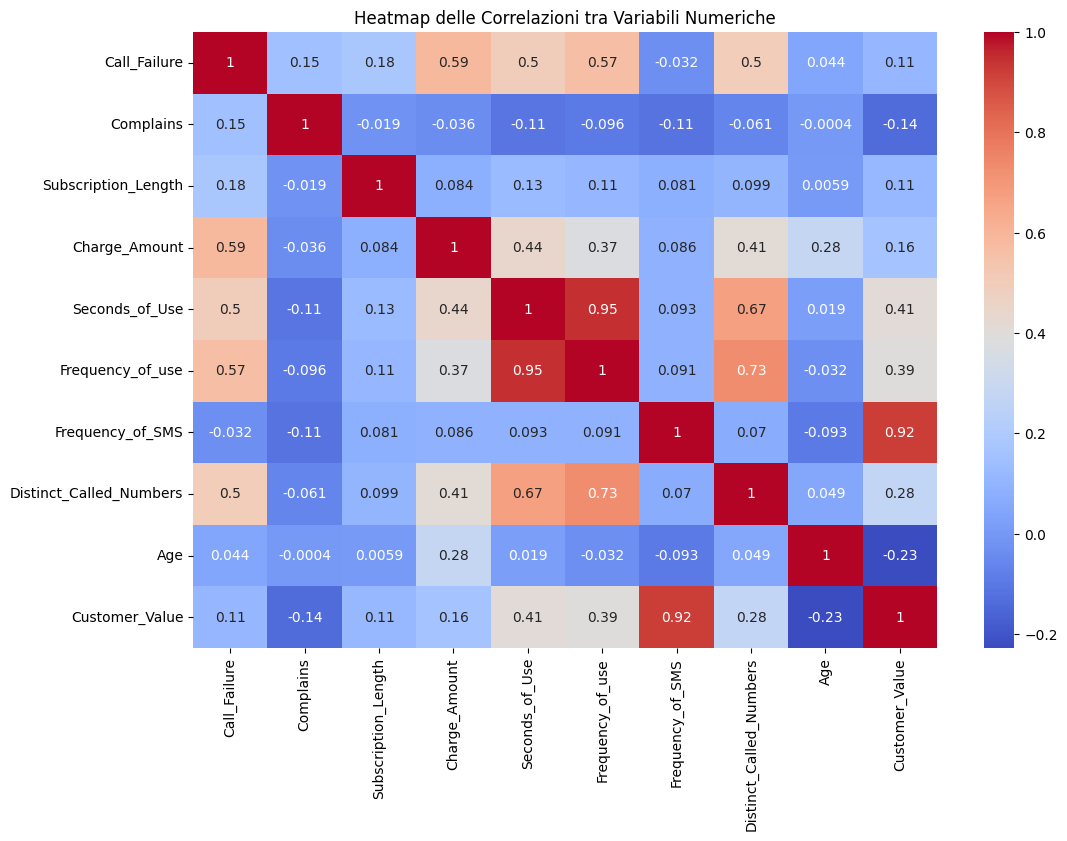 Heatmap delle Correlazioni tra Variabili Numeriche
Call_Failure 1 0.15 0.18 0.59 0.5 0.57 -0.032 0.5 0.044 0.11
Complains 0.15 1 -0.019 -0.036 -0.11 -0.096 -0.11 -0.061 -0.0004 -0.14
Subscription_Length 0.18 -0.019 1 0.084 0.13 0.11 0.081 0.099 0.0059 0.11
Charge_Amount 0.59 -0.036 0.084 1 0.44 0.37 0.086 0.41 0.28 0.16
Seconds_of_Use 0.5 -0.11 0.13 0.44 1 0.95 0.093 0.67 0.019 0.41
Frequency_of_use 0.57 -0.096 0.11 0.37 0.95 1 0.091 0.73 -0.032 0.39
Frequency_of_SMS -0.032 -0.11 0.081 0.086 0.093 0.091 1 0.07 -0.093 0.92
Distinct_Called_Numbers 0.5 -0.061 0.099 0.41 0.67 0.73 0.07 1 0.049 0.28
Age 0.044 -0.0004 0.0059 0.28 0.019 -0.032 -0.093 0.049 1 -0.23
Customer_Value 0.11 -0.14 0.11 0.16 0.41 0.39 0.92 0.28 -0.23 1
Call_Failure
Complains
Subscription_Length
Charge_Amount
Seconds_of_Use
Frequency_of_use
Frequency_of_SMS
Distinct_Called_Numbers
Age
Customer_Value
1.0
0.8
0.6
0.4
0.2
0.0
-0.2